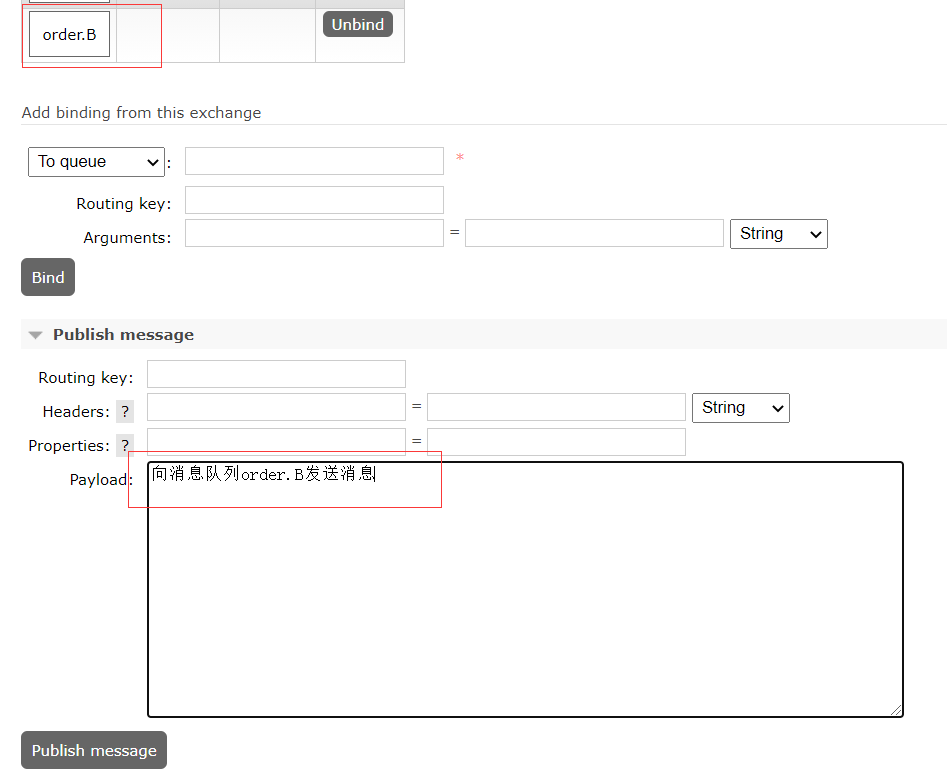 order.B Unbind
Add binding from this exchange
To queue : *
Routing key:
Arguments: = String
Bind
Publish message
Routing key:
Headers: ? = String
Properties: ? =
Payload: 向消息队列order.B发送消息
Publish message